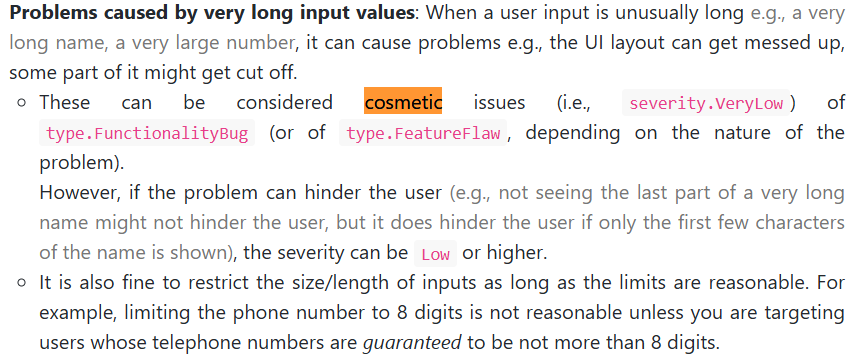 Problems caused by very long input values: When a user input is unusually long e.g., a very
long name, a very large number, it can cause problems e.g., the UI layout can get messed up,
some part of it might get cut off.
These can be considered cosmetic issues (i.e., severity.VeryLow) of
type.FunctionalityBug (or of type.FeatureFlaw, depending on the nature of the
problem).
However, if the problem can hinder the user (e.g., not seeing the last part of a very long
name might not hinder the user, but it does hinder the user if only the first few characters
of the name is shown), the severity can be Low or higher.
It is also fine to restrict the size/length of inputs as long as the limits are reasonable. For
example, limiting the phone number to 8 digits is not reasonable unless you are targeting
users whose telephone numbers are guaranteed to be not more than 8 digits.